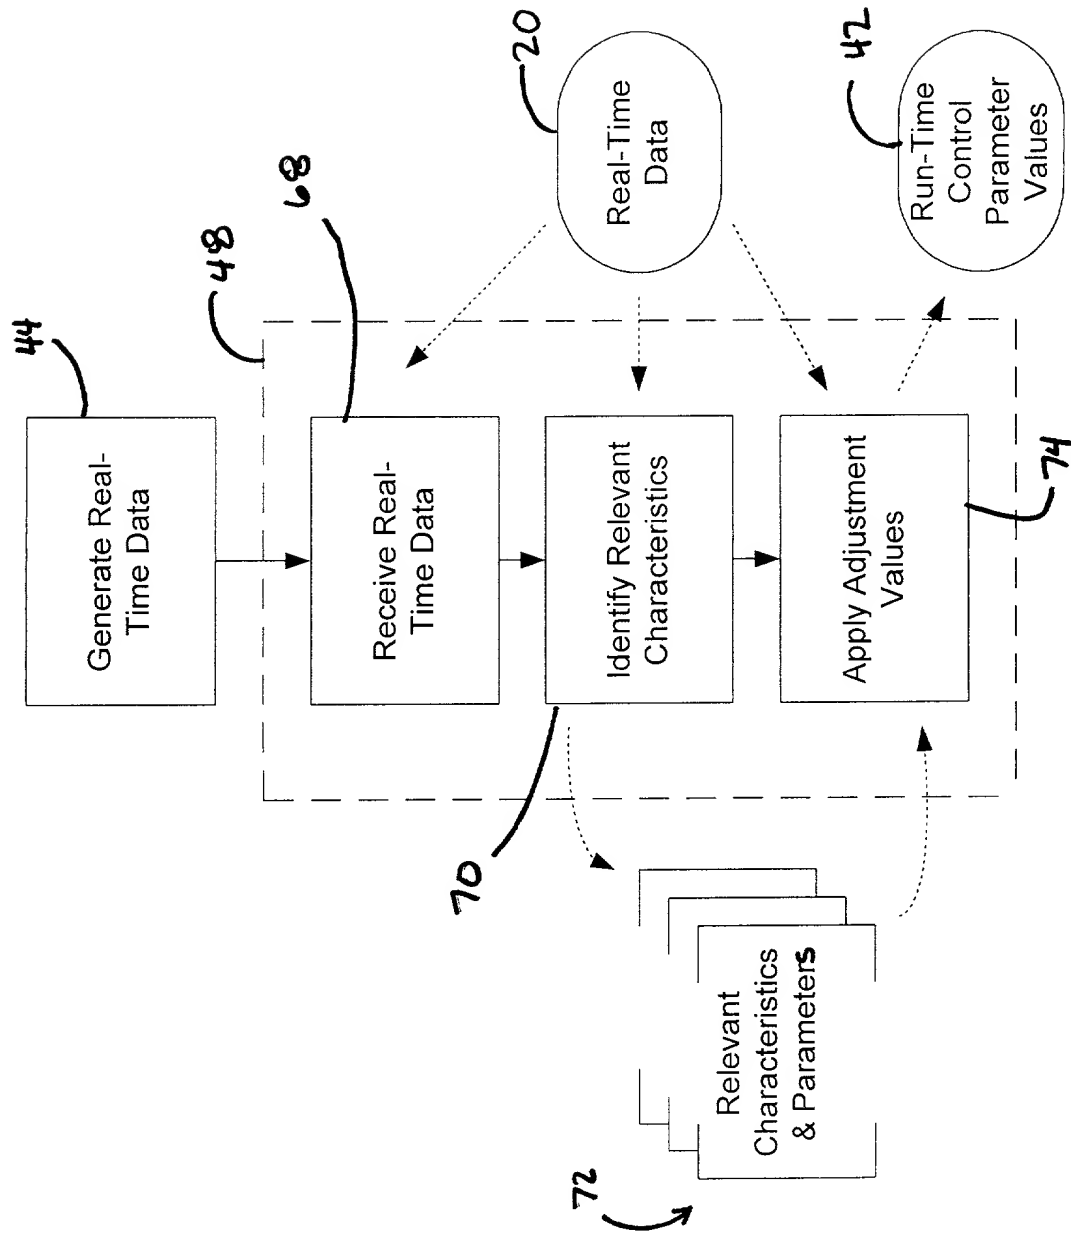 44
Generate Real-
Time Data
48
68
Receive Real-
Time Data
20
Real-Time
Data
70
Identify Relevant
Characteristics
72
Relevant
Characteristics
& Parameters
Apply Adjustment
Values
74
42
Run-Time
Control
Parameter
Values